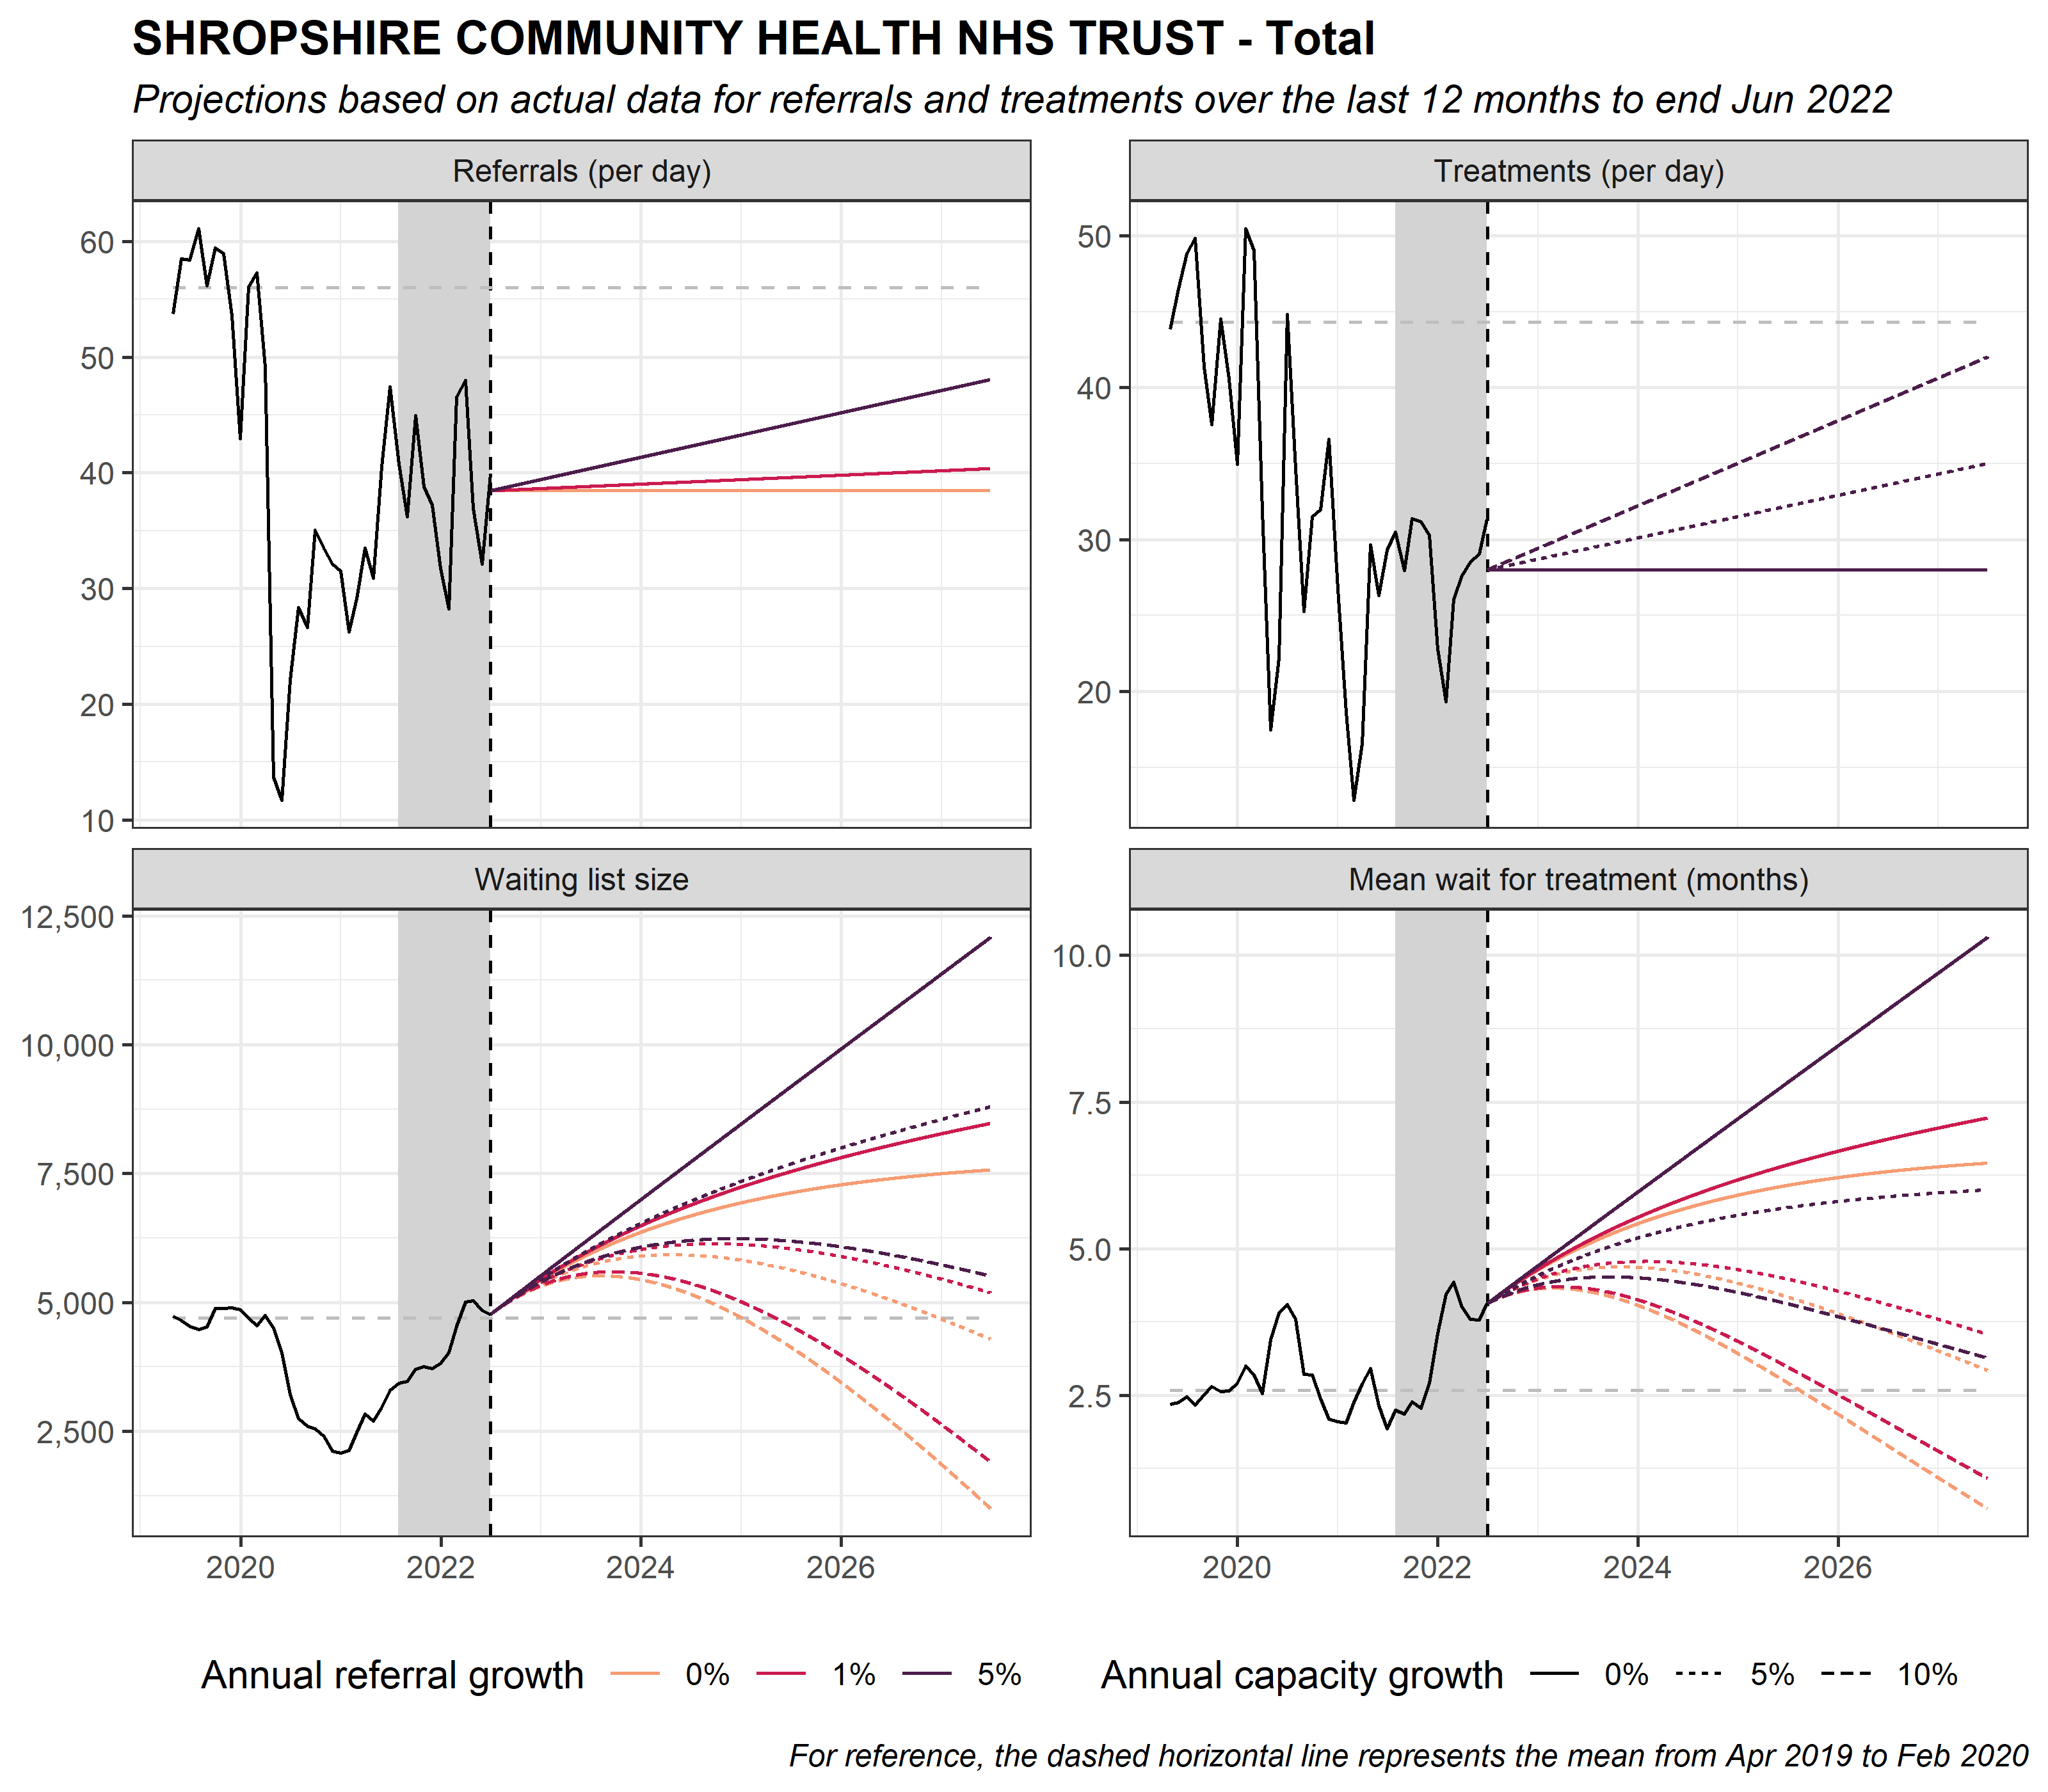 SHROPSHIRE COMMUNITY HEALTH NHS TRUST - Total
Projections based on actual data for referrals and treatments over the last 12 months to end Jun 2022
Referrals (per day)
60
50
40
30
20
10
Treatments (per day)
50
40
30
20
Waiting list size
12,500
10,000
7,500
5,000
2,500
2020 2022 2024 2026
Mean wait for treatment (months)
10.0
7.5
5.0
2.5
2020 2022 2024 2026
Annual referral growth 0% 1% 5%
Annual capacity growth 0% 5% 10%
For reference, the dashed horizontal line represents the mean from Apr 2019 to Feb 2020